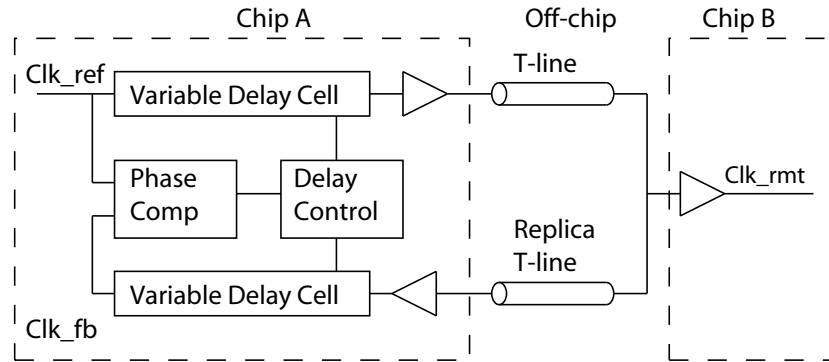 Chip A
Off-chip
Chip B
Clk_ref
T-line
Variable Delay Cell
Phase
Comp
Delay
Control
Clk_rmt
Replica
T-line
Variable Delay Cell
Clk_fb